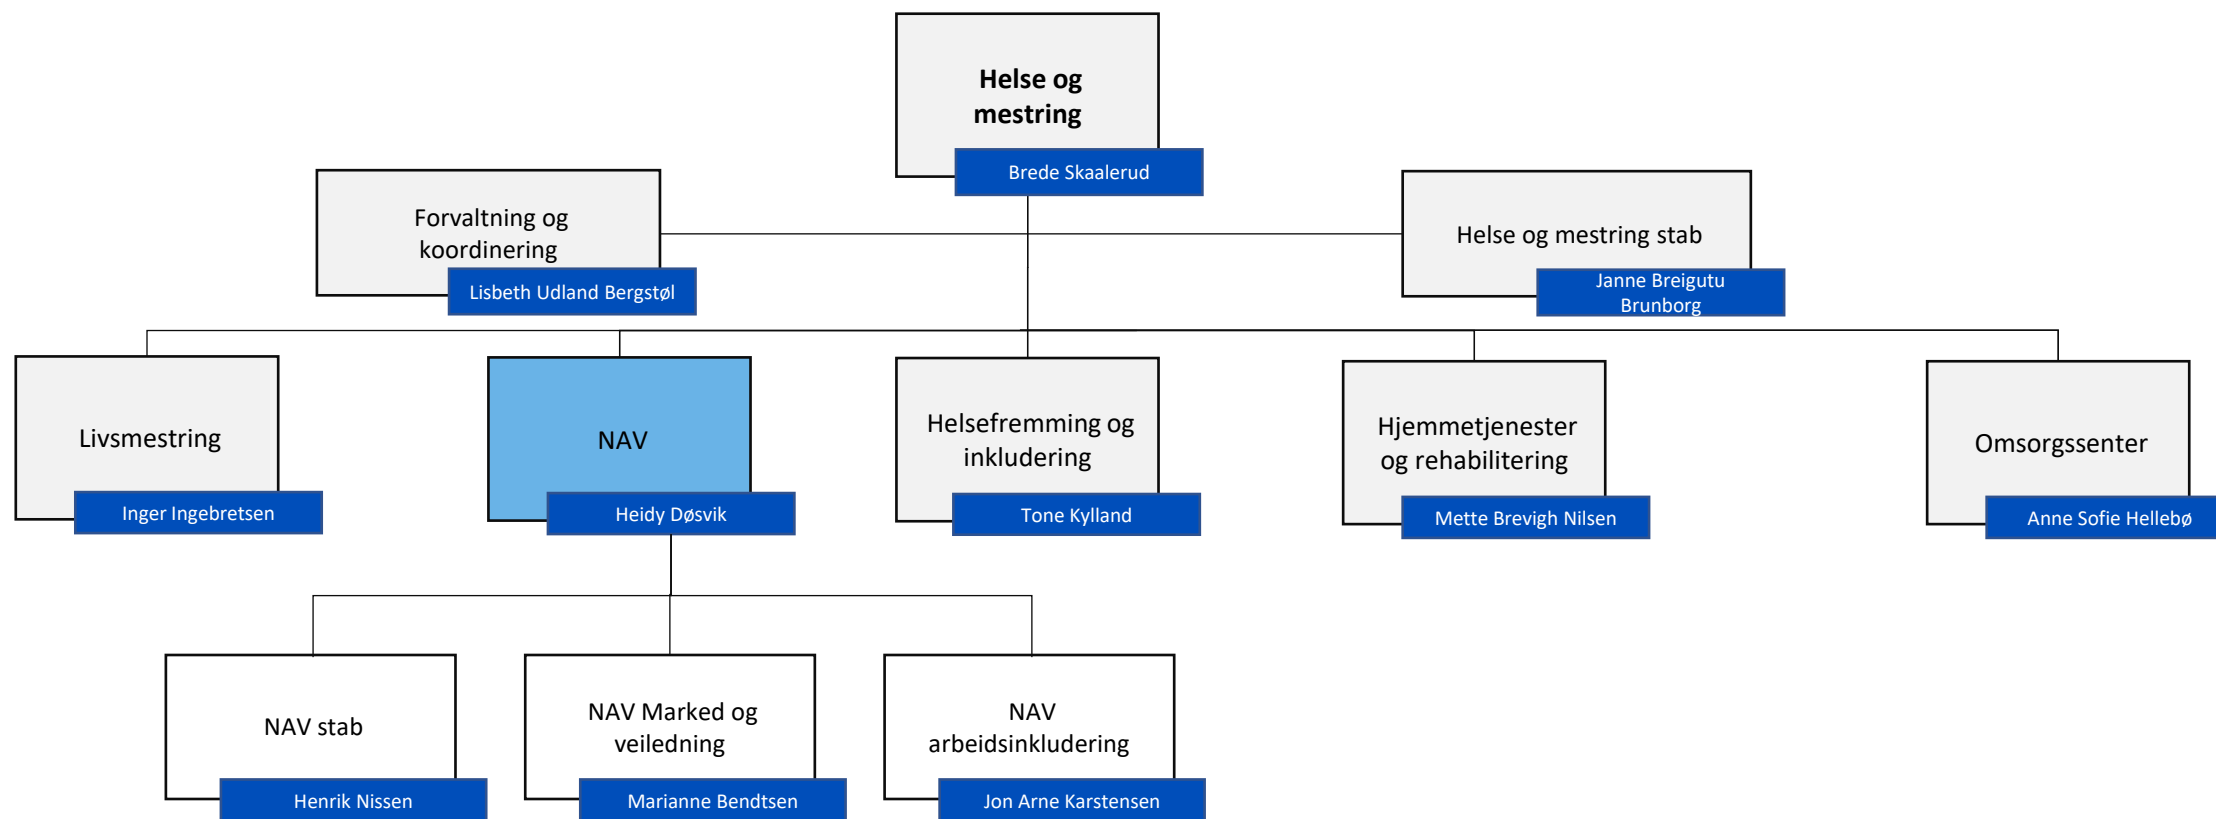 Helse og
mestring
Brede Skaalerud
Forvaltning og
koordinering
Lisbeth Udland Bergstøl
Helse og mestring stab
Janne Breigutu
Brunborg
Livsmestring
Inger Ingebretsen
NAV
Heidy Døsvik
Helsefremming og
inkludering
Tone Kylland
Hjemmetjenester
og rehabilitering
Mette Brevigh Nilsen
Omsorgssenter
Anne Sofie Hellebø
NAV stab
Henrik Nissen
NAV Marked og
veiledning
Marianne Bendtsen
NAV
arbeidsinkludering
Jon Arne Karstensen